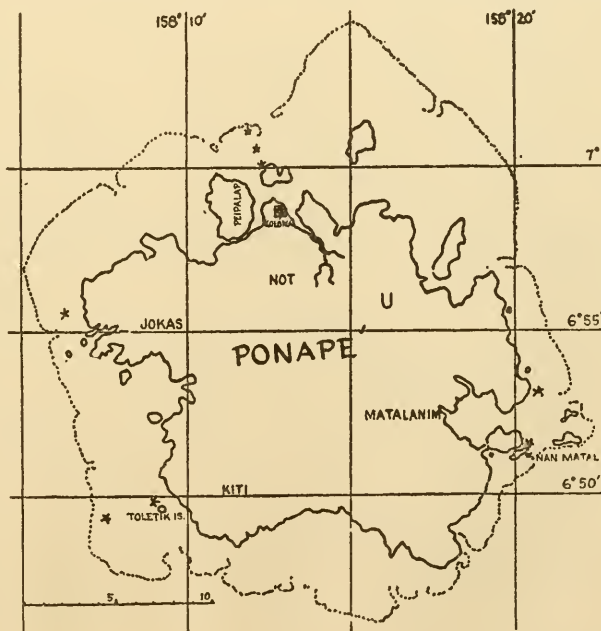 158° 10'
158° 20'
7°
PEIPALAP
KOLONIA
NOT
U
JOKAS
6°55'
PONAPE
MATALANIM
NAN MATAL
6°50'
KITI
TOLETIK IS.
5
10